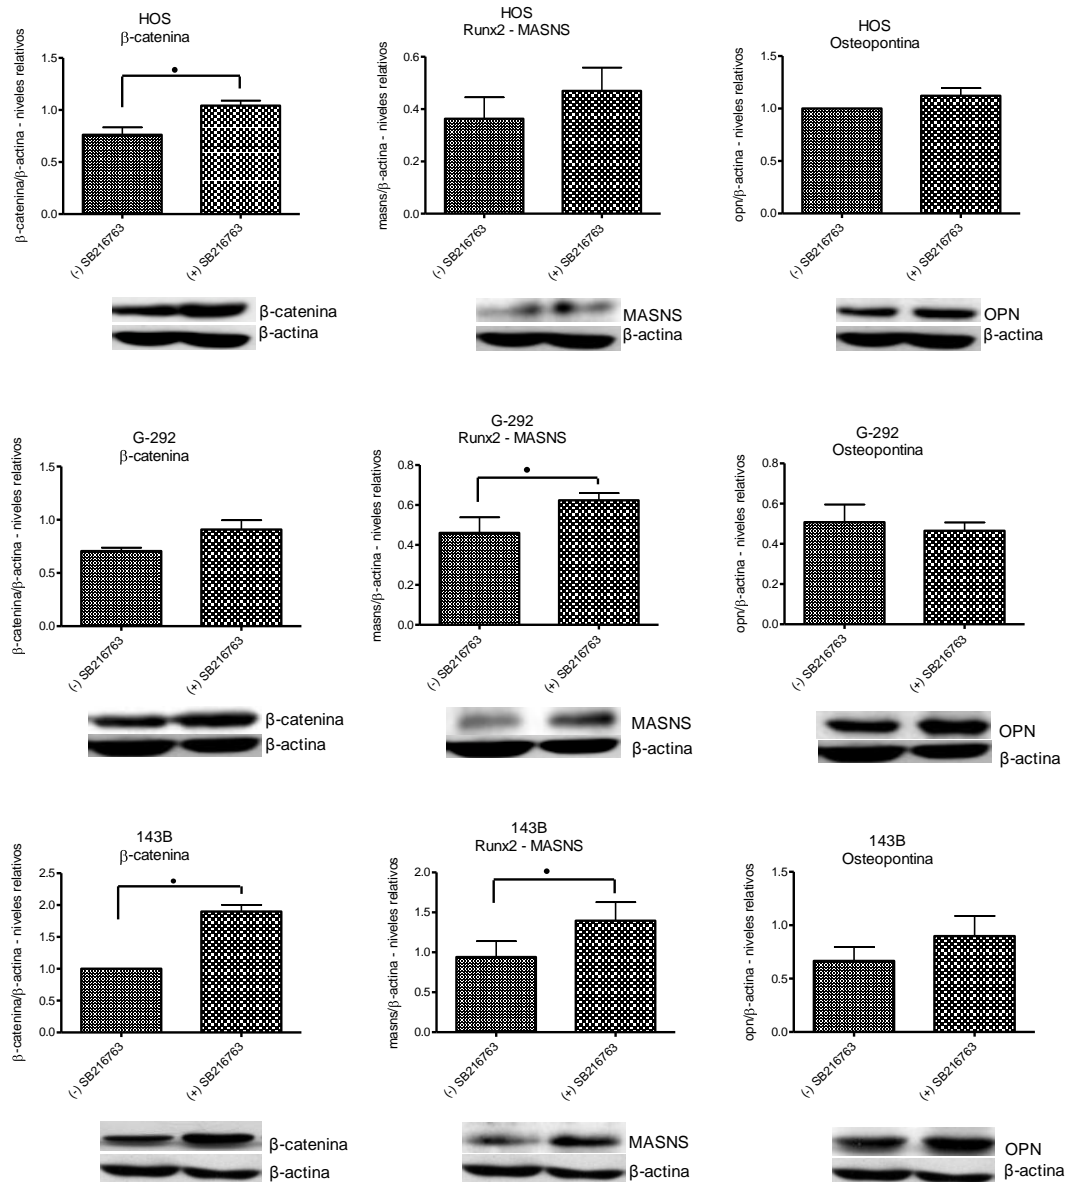 HOS
β-catenina
β-catenina/β-actina - niveles relativos
1.5
1.0
0.5
0.0
(-) SB216763
(+) SB216763
β-catenina
β-actina
HOS
Runx2 - MASNS
masns/β-actina - niveles relativos
0.6
0.4
0.2
0.0
(-) SB216763
(+) SB216763
MASNS
β-actina
HOS
Osteopontina
opn/β-actina - niveles relativos
1.5
1.0
0.5
0.0
(-) SB216763
(+) SB216763
OPN
β-actina
G-292
β-catenina
β-catenina/β-actina - niveles relativos
1.5
1.0
0.5
0.0
(-) SB216763
(+) SB216763
β-catenina
β-actina
G-292
Runx2 - MASNS
masns/β-actina - niveles relativos
0.8
0.6
0.4
0.2
0.0
(-) SB216763
(+) SB216763
MASNS
β-actina
G-292
Osteopontina
opn/β-actina - niveles relativos
0.8
0.6
0.4
0.2
0.0
(-) SB216763
(+) SB216763
OPN
β-actina
143B
β-catenina
β-catenina/β-actina - niveles relativos
2.5
2.0
1.5
1.0
0.5
0.0
(-) SB216763
(+) SB216763
β-catenina
β-actina
143B
Runx2 - MASNS
masns/β-actina - niveles relativos
2.0
1.5
1.0
0.5
0.0
(-) SB216763
(+) SB216763
MASNS
β-actina
143B
Osteopontina
opn/β-actina - niveles relativos
1.5
1.0
0.5
0.0
(-) SB216763
(+) SB216763
OPN
β-actina